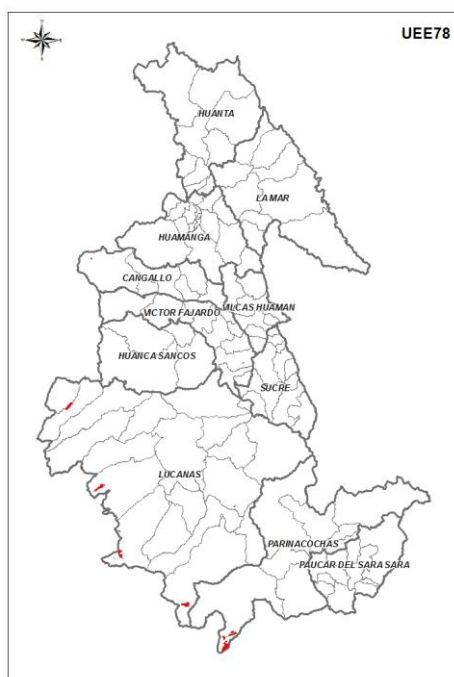 UEE78
HUANTA
LA MAR
HUAMANGA
CANGALLO
VILCAS HUAMAN
VICTOR FAJARDO
HUANCA SANCOS
SUCRE
LUCANAS
PARINACOCHAS
PAUCAR DEL SARA SARA